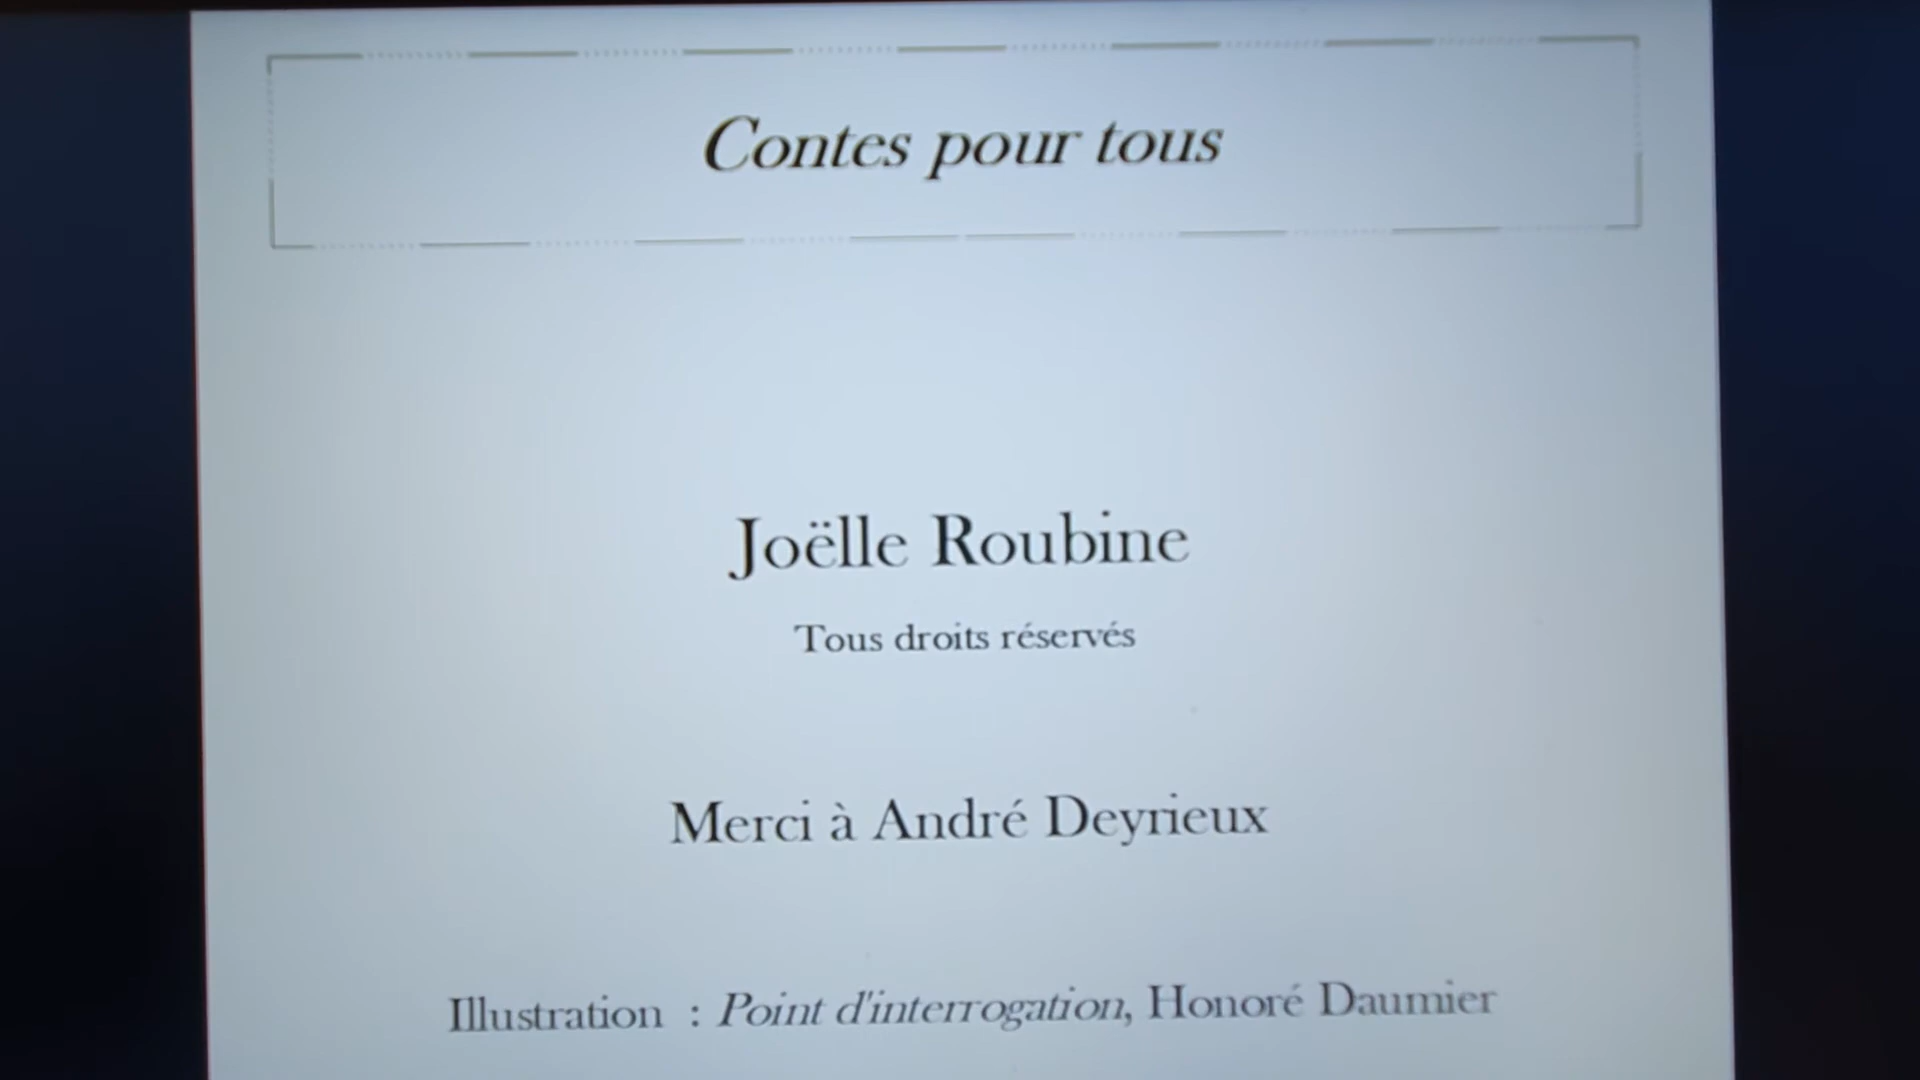 Contes pour tous
Joëlle Roubine
Tous droits réservés
Merci à André Deyrieux
Illustration : Point d'interrogation, Honoré Daumier